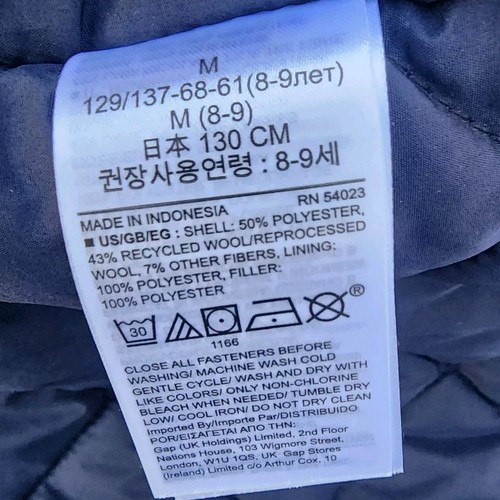 M
129/137-68-61(8-9лет)
M (8-9)
日本 130 CM
권장사용연령 : 8-9세
MADE IN INDONESIA RN 54023
■ US/GB/EG : SHELL: 50% POLYESTER,
43% RECYCLED WOOL/REPROCESSED
WOOL, 7% OTHER FIBERS, LINING:
100% POLYESTER, FILLER:
100% POLYESTER
30 ®
1166
CLOSE ALL FASTENERS BEFORE
WASHING/ MACHINE WASH COLD
GENTLE CYCLE/ WASH AND DRY WITH
LIKE COLORS/ ONLY NON-CHLORINE
BLEACH WHEN NEEDED/ TUMBLE DRY
LOW/ COOL IRON/ DO NOT DRY CLEAN
Imported By/Importe Par/DISTRIBUIDO
POR/ΕΙΣΑΓΕΤΑΙ ΑΠΟ ΤΗΝ:
Gap (UK Holdings) Limited, 2nd Floor
Nations House, 103 Wigmore Street,
London, W1U 1QS, UK Gap Stores
(Ireland) Limited c/o Arthur Cox, 10